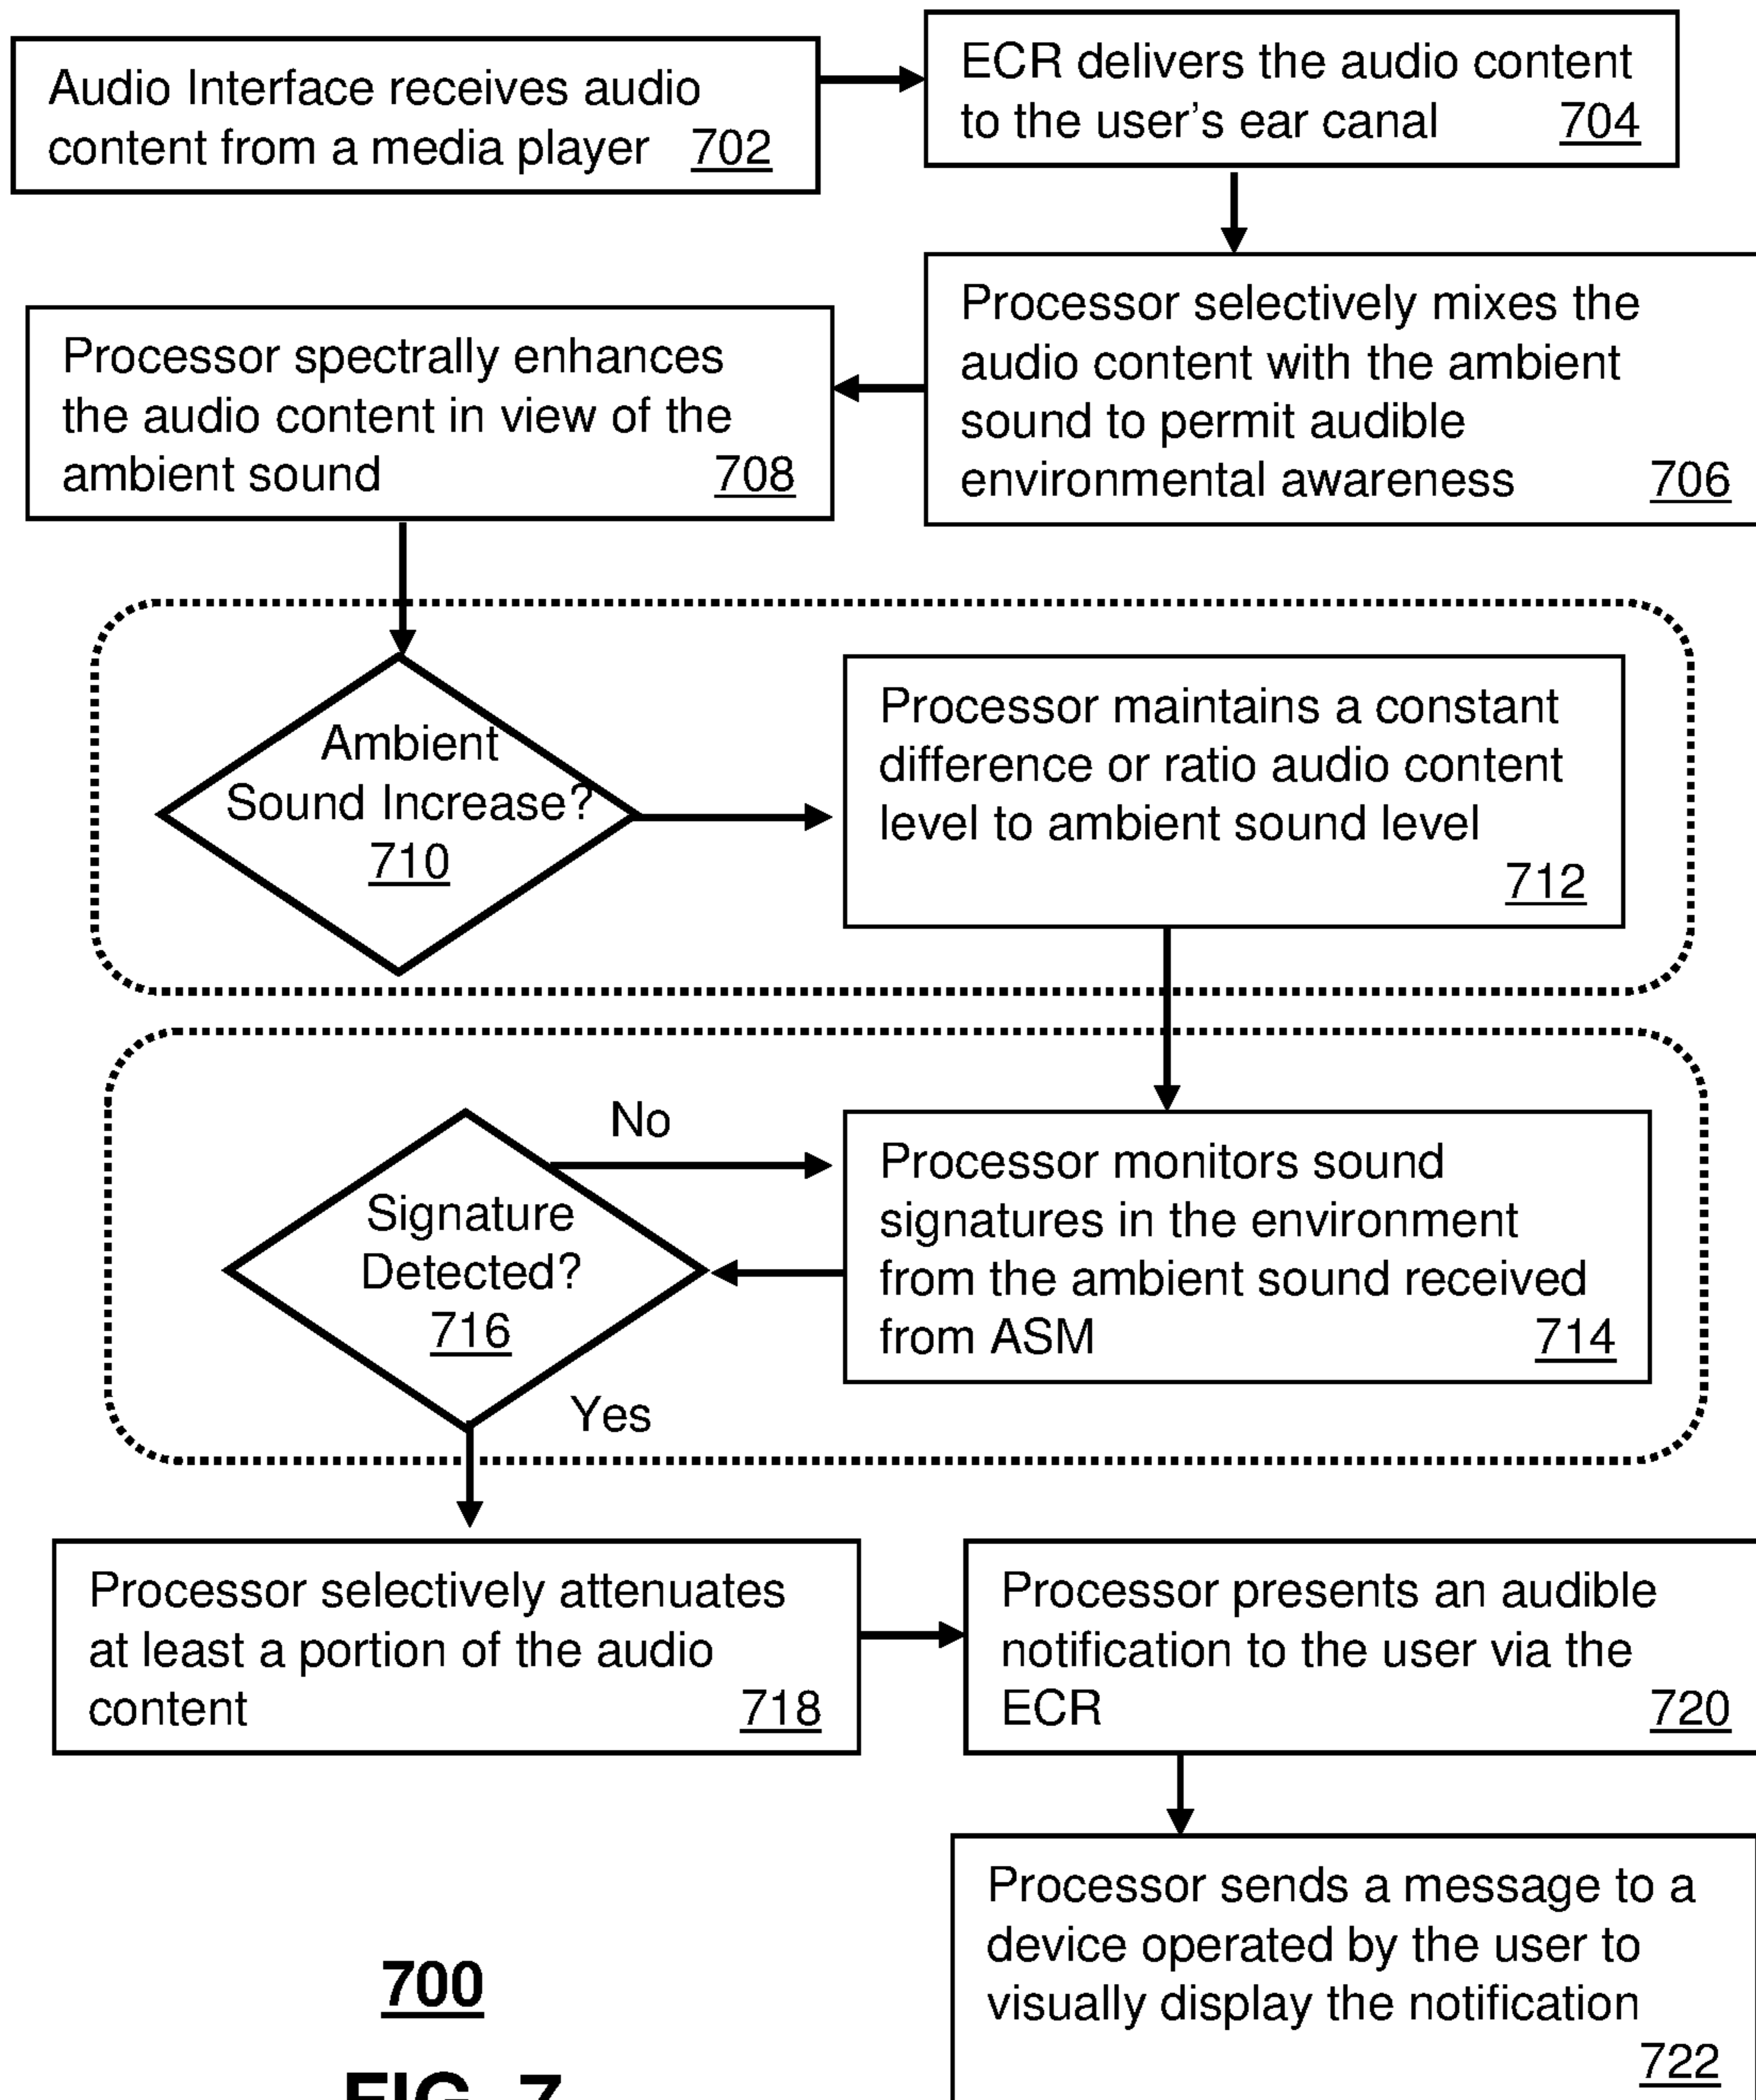 Audio Interface receives audio
content from a media player 702
ECR delivers the audio content
to the user's ear canal 704
Processor selectively mixes the
audio content with the ambient
sound to permit audible
environmental awareness 706
Processor spectrally enhances
the audio content in view of the
ambient sound 708
Ambient
Sound Increase?
710
Processor maintains a constant
difference or ratio audio content
level to ambient sound level
712
No
Processor monitors sound
signatures in the environment
from the ambient sound received
from ASM 714
Signature
Detected?
716
Yes
Processor selectively attenuates
at least a portion of the audio
content 718
Processor presents an audible
notification to the user via the
ECR 720
Processor sends a message to a
device operated by the user to
visually display the notification
722
700
FIG. 7